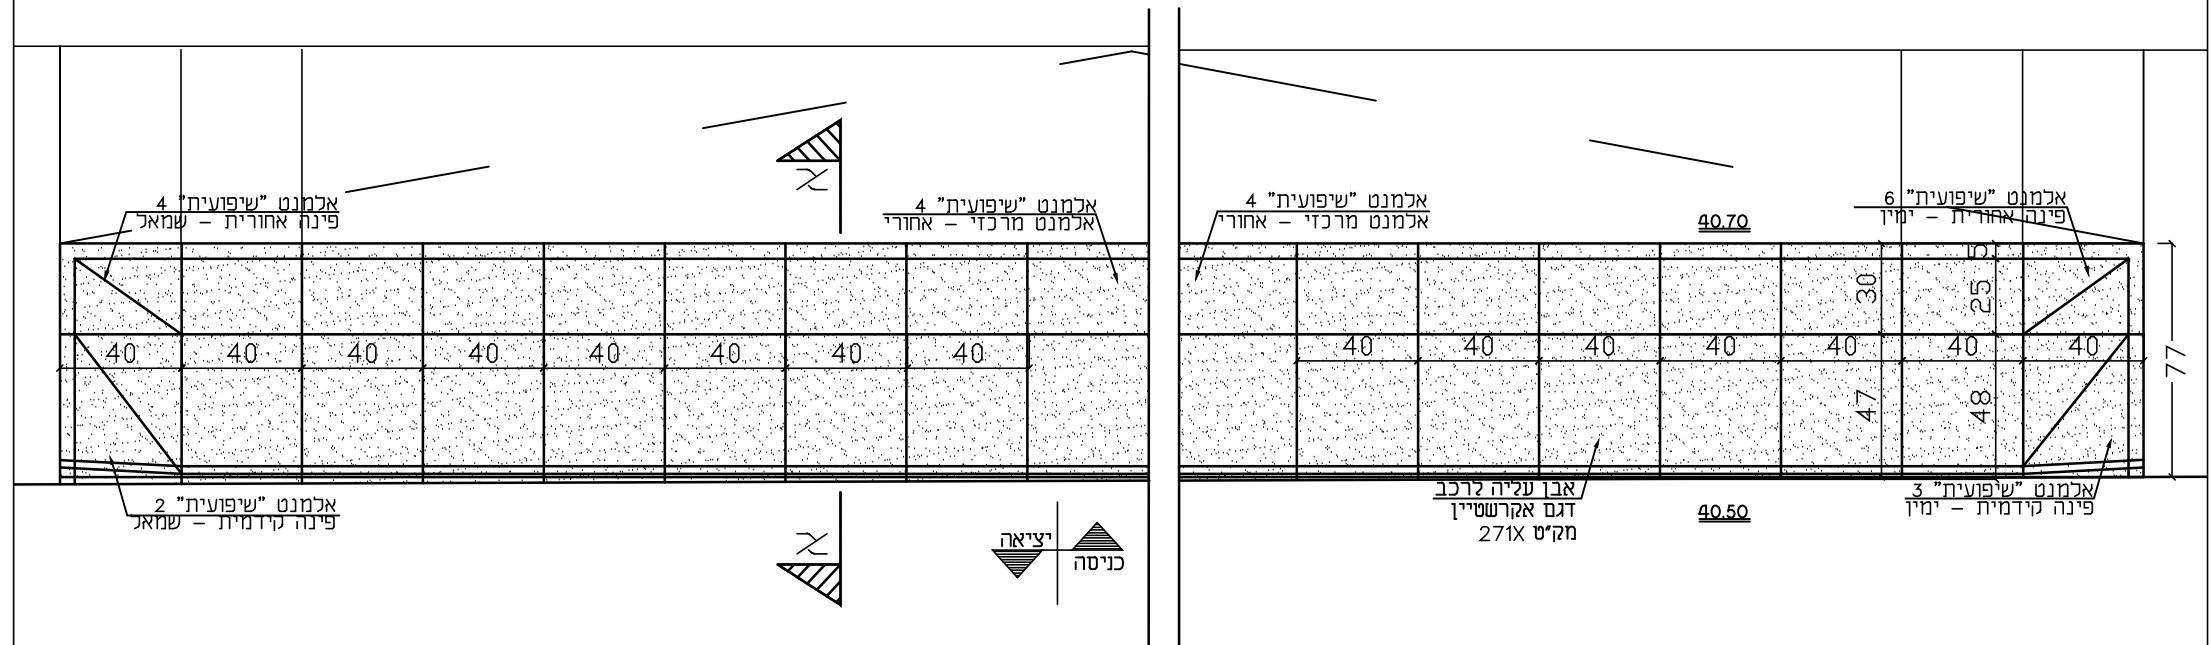 אלמנט "שיפועית" 4
פינה אחורית - שמאל
אלמנט "שיפועית" 4
אלמנט מרכזי - אחורי
אלמנט "שיפועית" 4
אלמנט מרכזי - אחורי
אלמנט "שיפועית" 6
פינה אחורית - ימין
א
40.70
5
30
25
40 40 40 40 40 40 40 40
40 40 40 40 40 40 40
77
47
48
אלמנט "שיפועית" 2
פינה קידמית - שמאל
א
יציאה
כניסה
אבן עליה לרכב
דגם אקרשטיין
מק"ט 271X
40.50
אלמנט "שיפועית" 3
פינה קידמית - ימין